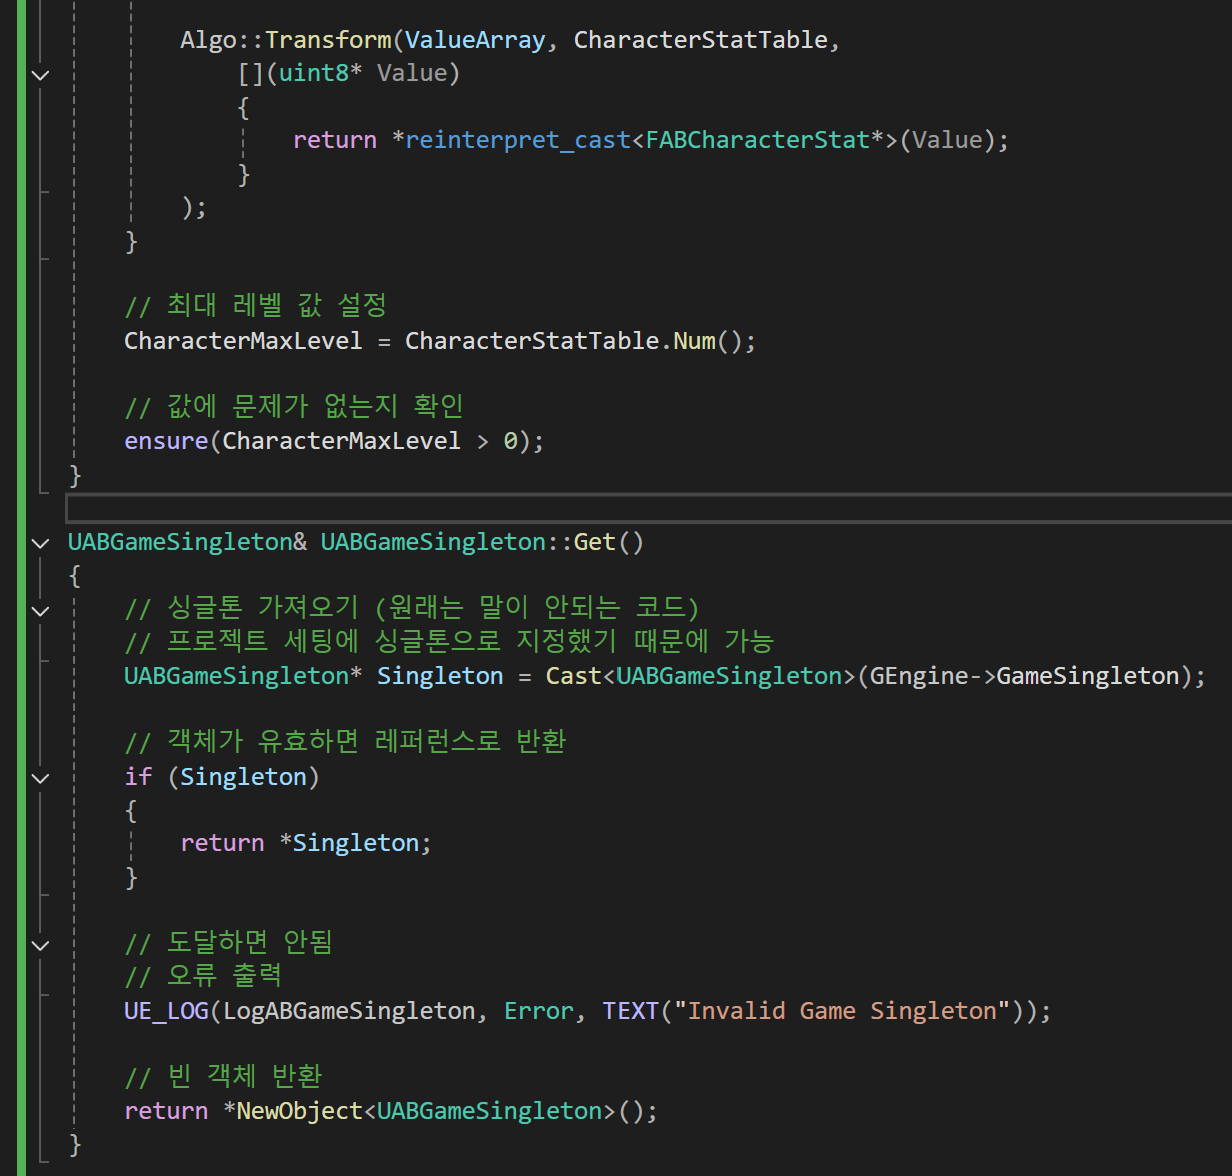 Algo::Transform(ValueArray, CharacterStatTable,
[](uint8* Value)
{
return *reinterpret_cast<FABCharacterStat*>(Value);
}
);
}
// 최대 레벨 값 설정
CharacterMaxLevel = CharacterStatTable.Num();
// 값에 문제가 없는지 확인
ensure(CharacterMaxLevel > 0);
}
UABGameSingleton& UABGameSingleton::Get()
{
// 싱글톤 가져오기 (원래는 말이 안되는 코드)
// 프로젝트 세팅에 싱글톤으로 지정했기 때문에 가능
UABGameSingleton* Singleton = Cast<UABGameSingleton>(GEngine->GameSingleton);
// 객체가 유효하면 레퍼런스로 반환
if (Singleton)
{
return *Singleton;
}
// 도달하면 안됨
// 오류 출력
UE_LOG(LogABGameSingleton, Error, TEXT("Invalid Game Singleton"));
// 빈 객체 반환
return *NewObject<UABGameSingleton>();
}